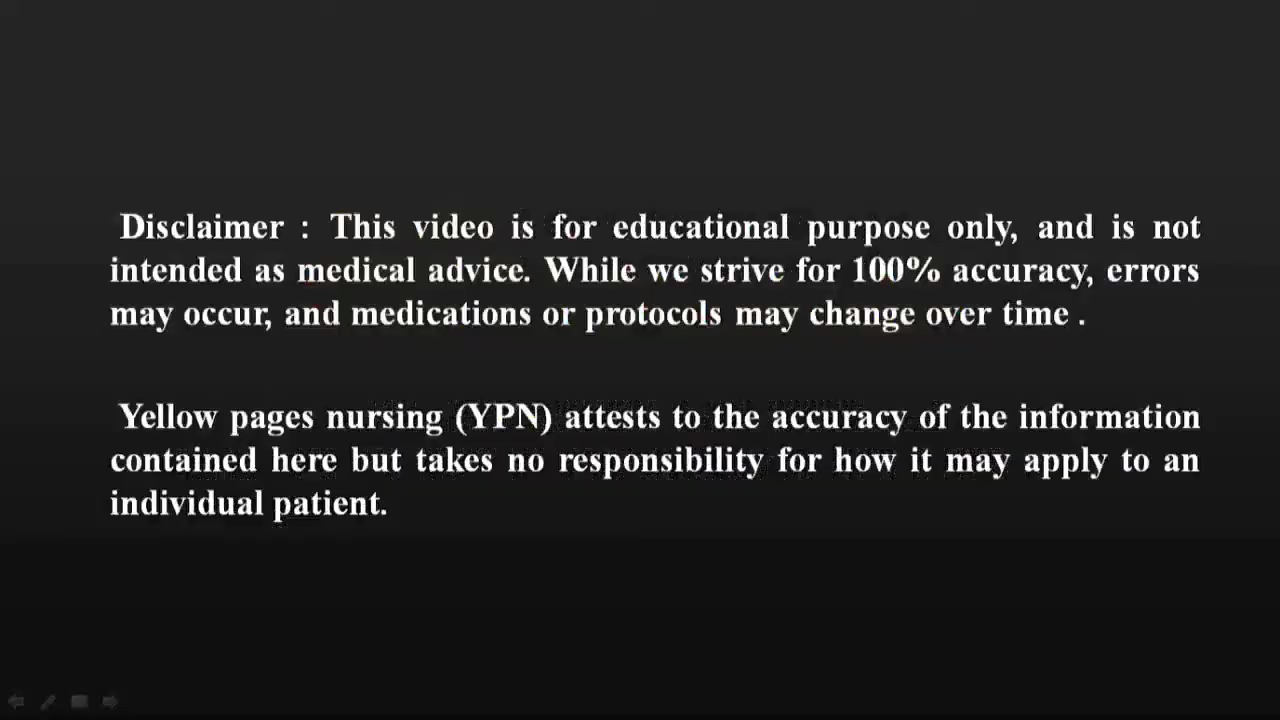 Disclaimer : This video is for educational purpose only, and is not
intended as medical advice. While we strive for 100% accuracy, errors
may occur, and medications or protocols may change over time .
Yellow pages nursing (YPN) attests to the accuracy of the information
contained here but takes no responsibility for how it may apply to an
individual patient.